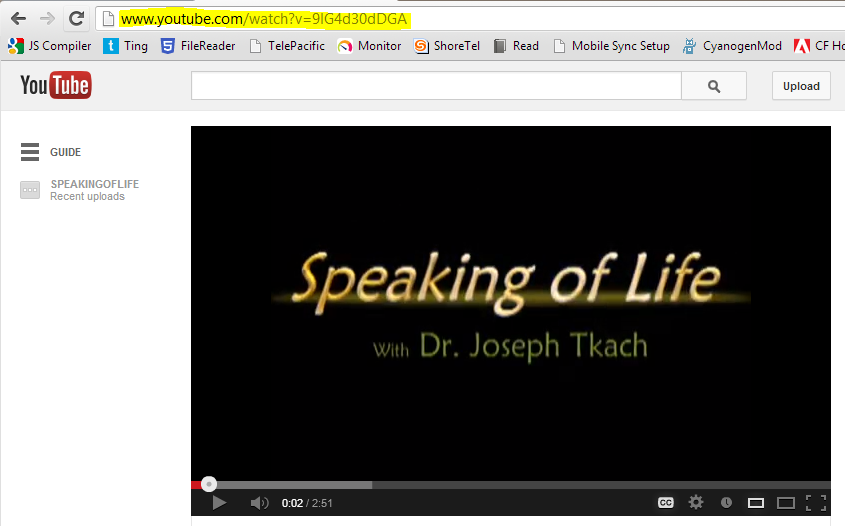 www.youtube.com/watch?v=9IG4d30dDGA
JS Compiler Ting FileReader TelePacific Monitor ShoreTel Read Mobile Sync Setup CyanogenMod CF Ho
YouTube Upload
GUIDE
SPEAKINGOFLIFE
Recent uploads
Speaking of Life
With Dr. Joseph Tkach
0:02 / 2:51 CC